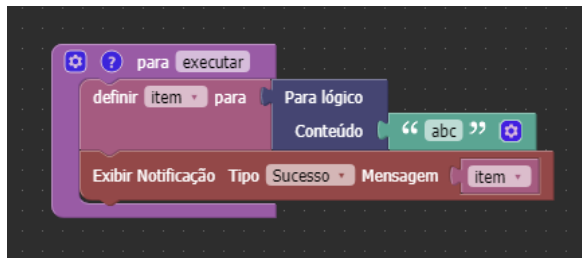 ? para executar
definir item para Para lógico
Conteúdo “ abc ”
Exibir Notificação Tipo Sucesso Mensagem item